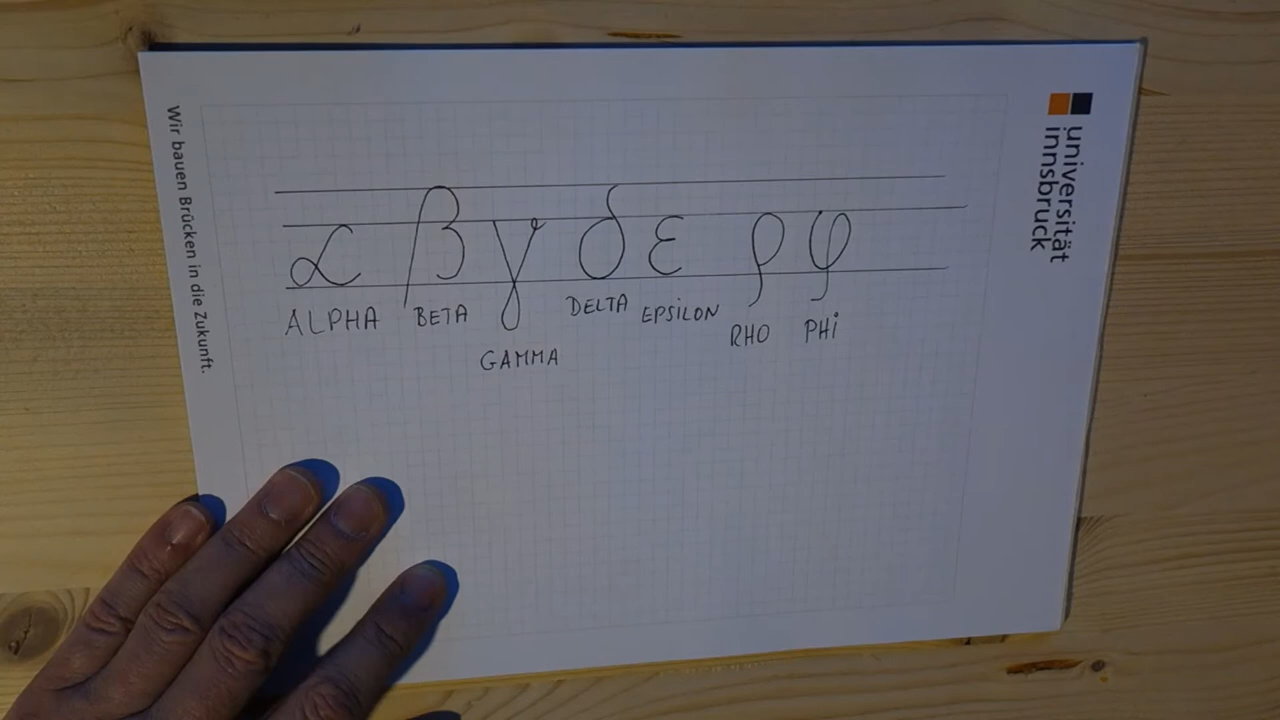 α β γ δ ε ρ φ
ALPHA BETA GAMMA DELTA EPSILON RHO PHi
Wir bauen Brücken in die Zukunft.
universität
innsbruck